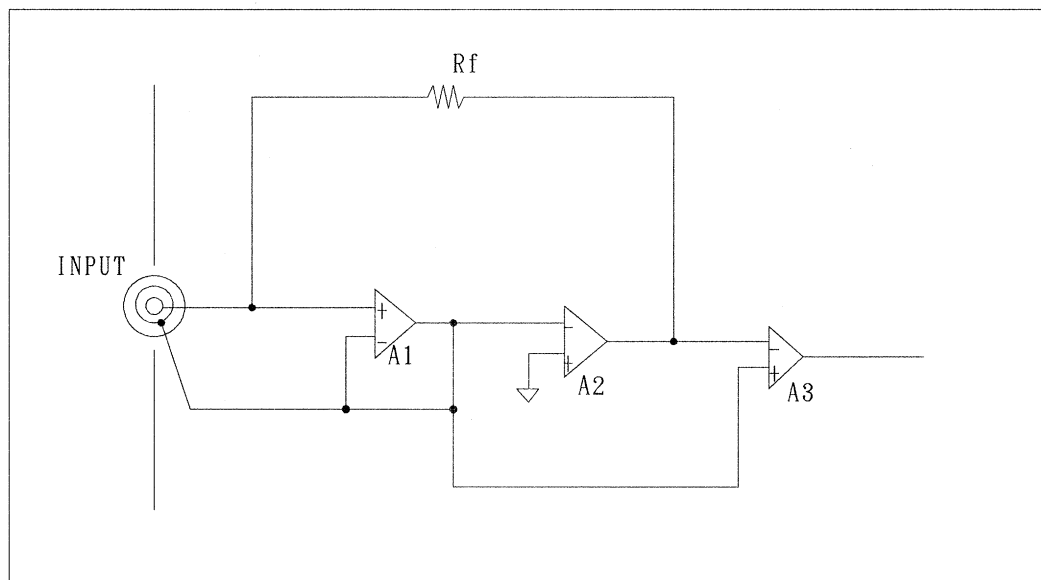 Rf
INPUT
+
-
A1
-
+
A2
-
+
A3